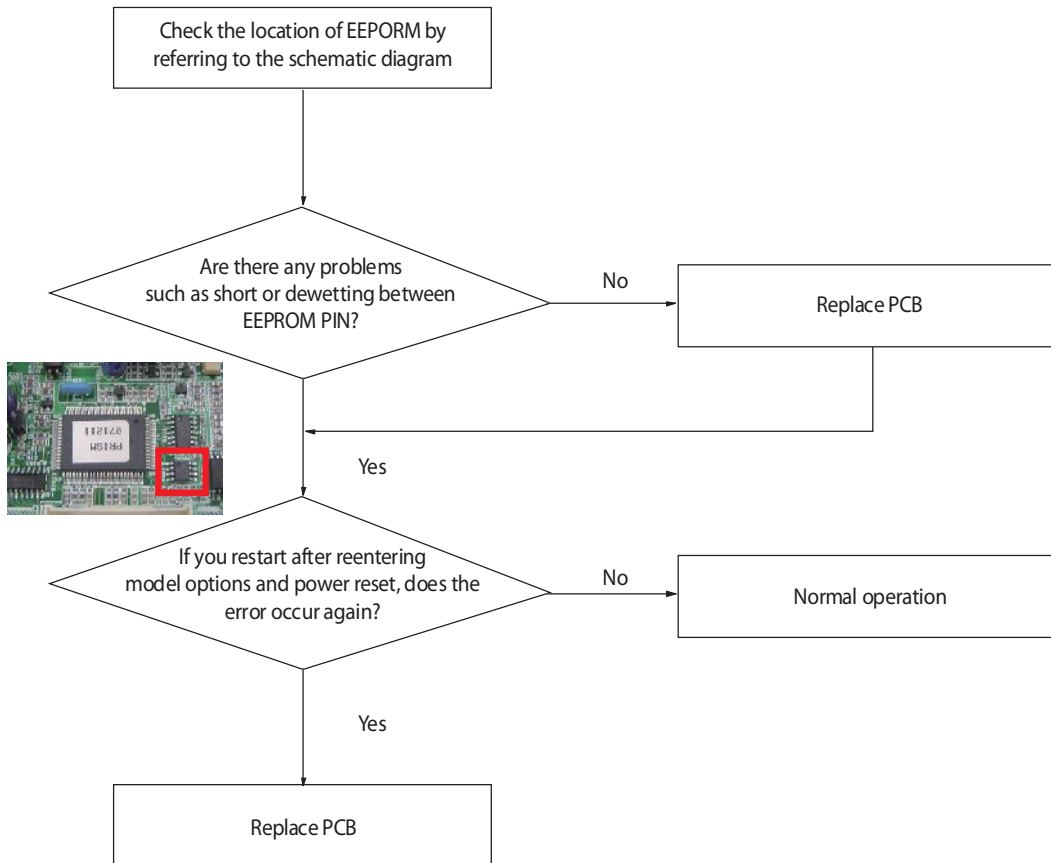 Check the location of EEPORM by
referring to the schematic diagram
Are there any problems
such as short or dewetting between
EEPROM PIN?
No
Replace PCB
PRISM
071211
Yes
If you restart after reentering
model options and power reset, does the
error occur again?
No
Normal operation
Yes
Replace PCB